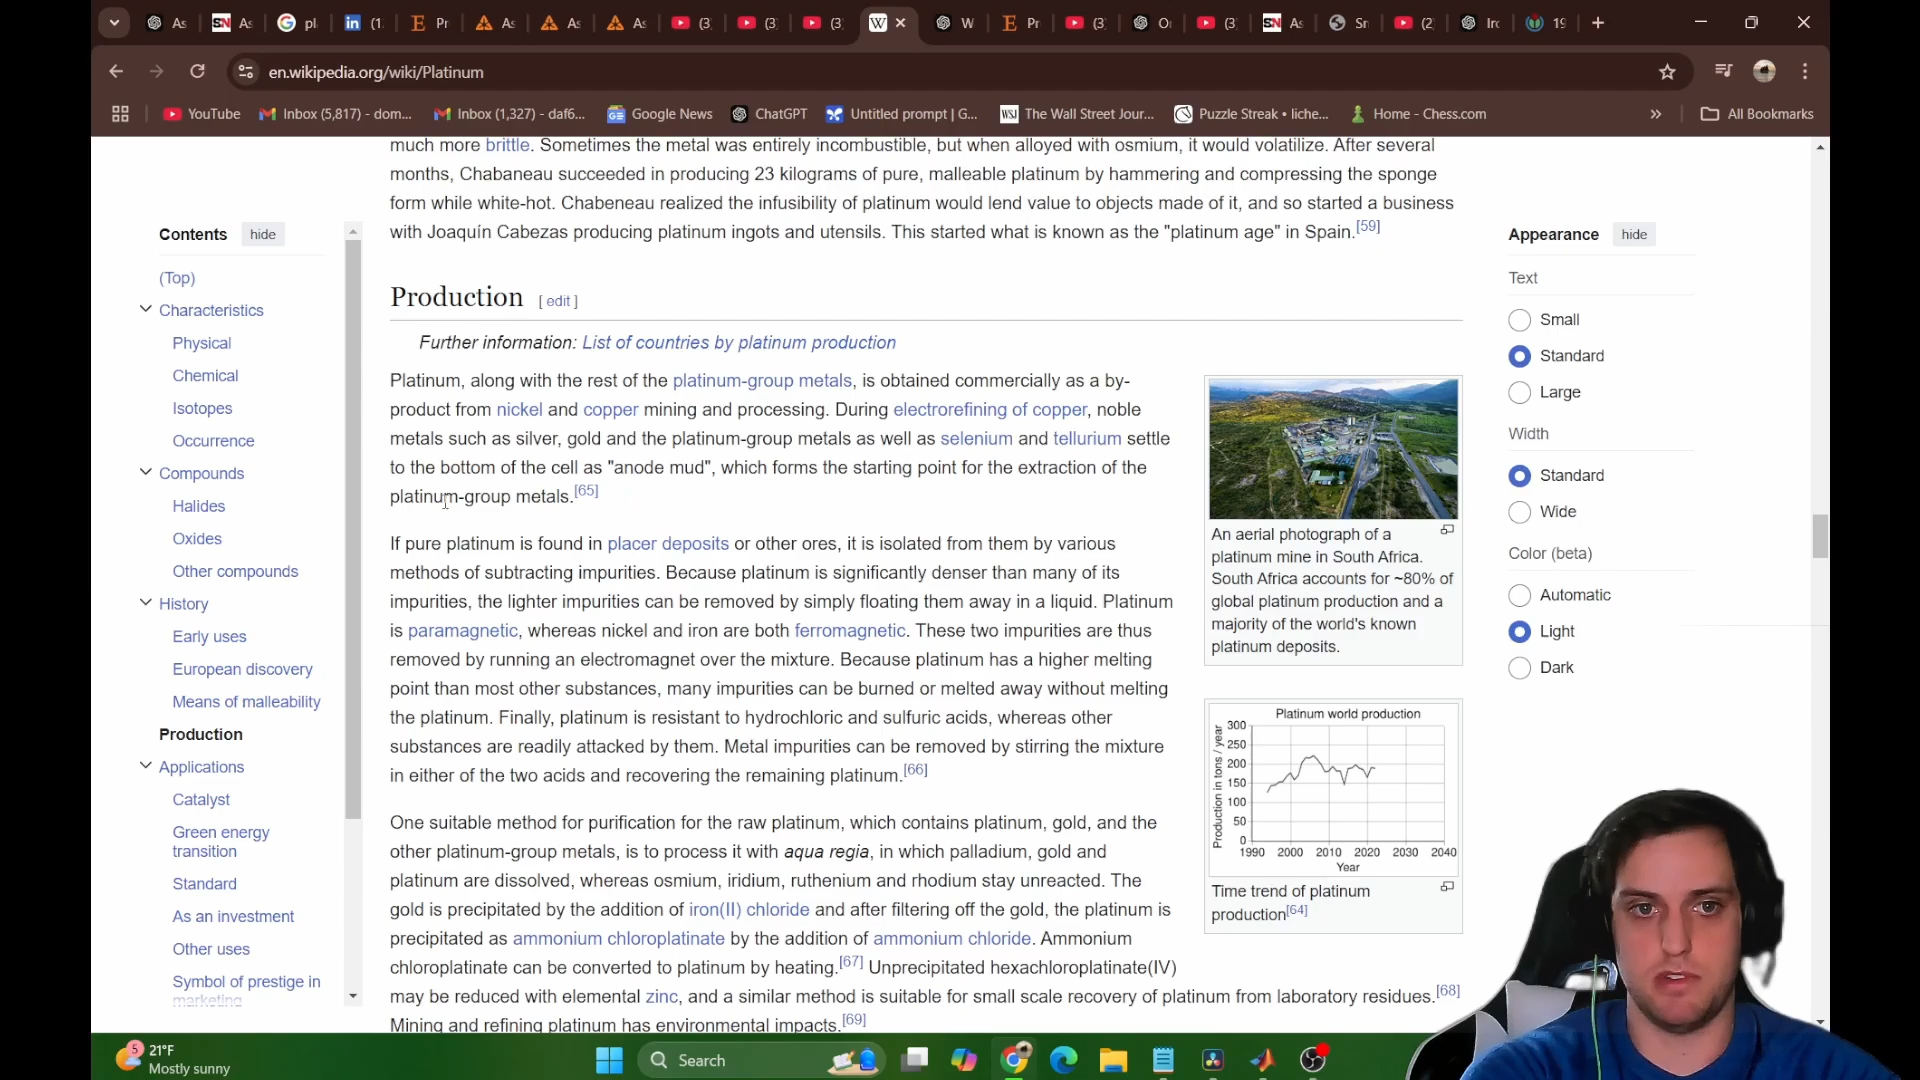 As
SN As
pl
(1
Pr
As
As
As
(3
(3
(3
W
W
Pr
(3
O
(3
SN As
Sr
(2
Irc
19
en.wikipedia.org/wiki/Platinum
YouTube
Inbox (5,817) - dom...
Inbox (1,327) - daf6...
Google News
ChatGPT
Untitled prompt | G...
WSJ The Wall Street Jour...
Puzzle Streak • liche...
Home - Chess.com
»
All Bookmarks
much more brittle. Sometimes the metal was entirely incombustible, but when alloyed with osmium, it would volatilize. After several
months, Chabaneau succeeded in producing 23 kilograms of pure, malleable platinum by hammering and compressing the sponge
form while white-hot. Chabeneau realized the infusibility of platinum would lend value to objects made of it, and so started a business
with Joaquín Cabezas producing platinum ingots and utensils. This started what is known as the "platinum age" in Spain.[59]
Contents hide
(Top)
Characteristics
Physical
Chemical
Isotopes
Occurrence
Compounds
Halides
Oxides
Other compounds
History
Early uses
European discovery
Means of malleability
Production
Applications
Catalyst
Green energy
transition
Standard
As an investment
Other uses
Symbol of prestige in
marketing
Production [ edit ]
Further information: List of countries by platinum production
Platinum, along with the rest of the platinum-group metals, is obtained commercially as a by-
product from nickel and copper mining and processing. During electrorefining of copper, noble
metals such as silver, gold and the platinum-group metals as well as selenium and tellurium settle
to the bottom of the cell as "anode mud", which forms the starting point for the extraction of the
platinum-group metals.[65]
If pure platinum is found in placer deposits or other ores, it is isolated from them by various
methods of subtracting impurities. Because platinum is significantly denser than many of its
impurities, the lighter impurities can be removed by simply floating them away in a liquid. Platinum
is paramagnetic, whereas nickel and iron are both ferromagnetic. These two impurities are thus
removed by running an electromagnet over the mixture. Because platinum has a higher melting
point than most other substances, many impurities can be burned or melted away without melting
the platinum. Finally, platinum is resistant to hydrochloric and sulfuric acids, whereas other
substances are readily attacked by them. Metal impurities can be removed by stirring the mixture
in either of the two acids and recovering the remaining platinum.[66]
One suitable method for purification for the raw platinum, which contains platinum, gold, and the
other platinum-group metals, is to process it with aqua regia, in which palladium, gold and
platinum are dissolved, whereas osmium, iridium, ruthenium and rhodium stay unreacted. The
gold is precipitated by the addition of iron(II) chloride and after filtering off the gold, the platinum is
precipitated as ammonium chloroplatinate by the addition of ammonium chloride. Ammonium
chloroplatinate can be converted to platinum by heating.[67] Unprecipitated hexachloroplatinate(IV)
may be reduced with elemental zinc, and a similar method is suitable for small scale recovery of platinum from laboratory residues.[68]
Mining and refining platinum has environmental impacts.[69]
An aerial photograph of a
platinum mine in South Africa.
South Africa accounts for ~80% of
global platinum production and a
majority of the world's known
platinum deposits.
Platinum world production
Production in tons / year
300
250
200
150
100
50
0
1990 2000 2010 2020 2030 2040
Year
Time trend of platinum
production[64]
Appearance hide
Text
Small
Standard
Large
Width
Standard
Wide
Color (beta)
Automatic
Light
Dark
5
21°F
Mostly sunny
Search